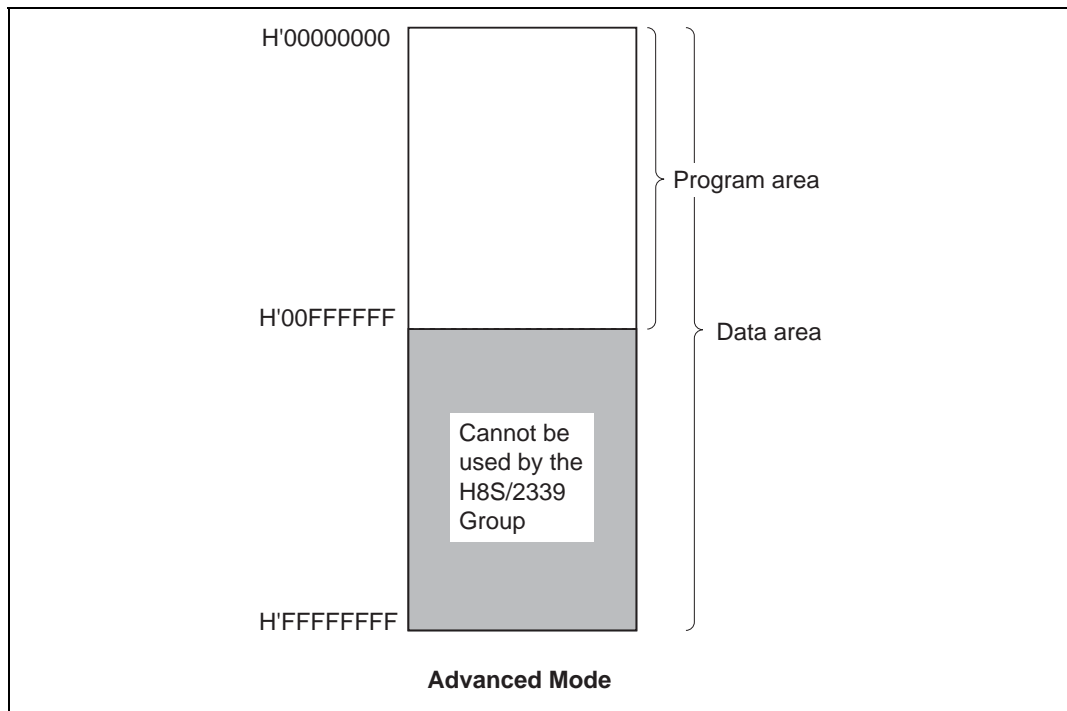 H'00000000
Program area
H'00FFFFFF
Data area
Cannot be
used by the
H8S/2339
Group
H'FFFFFFFF
Advanced Mode